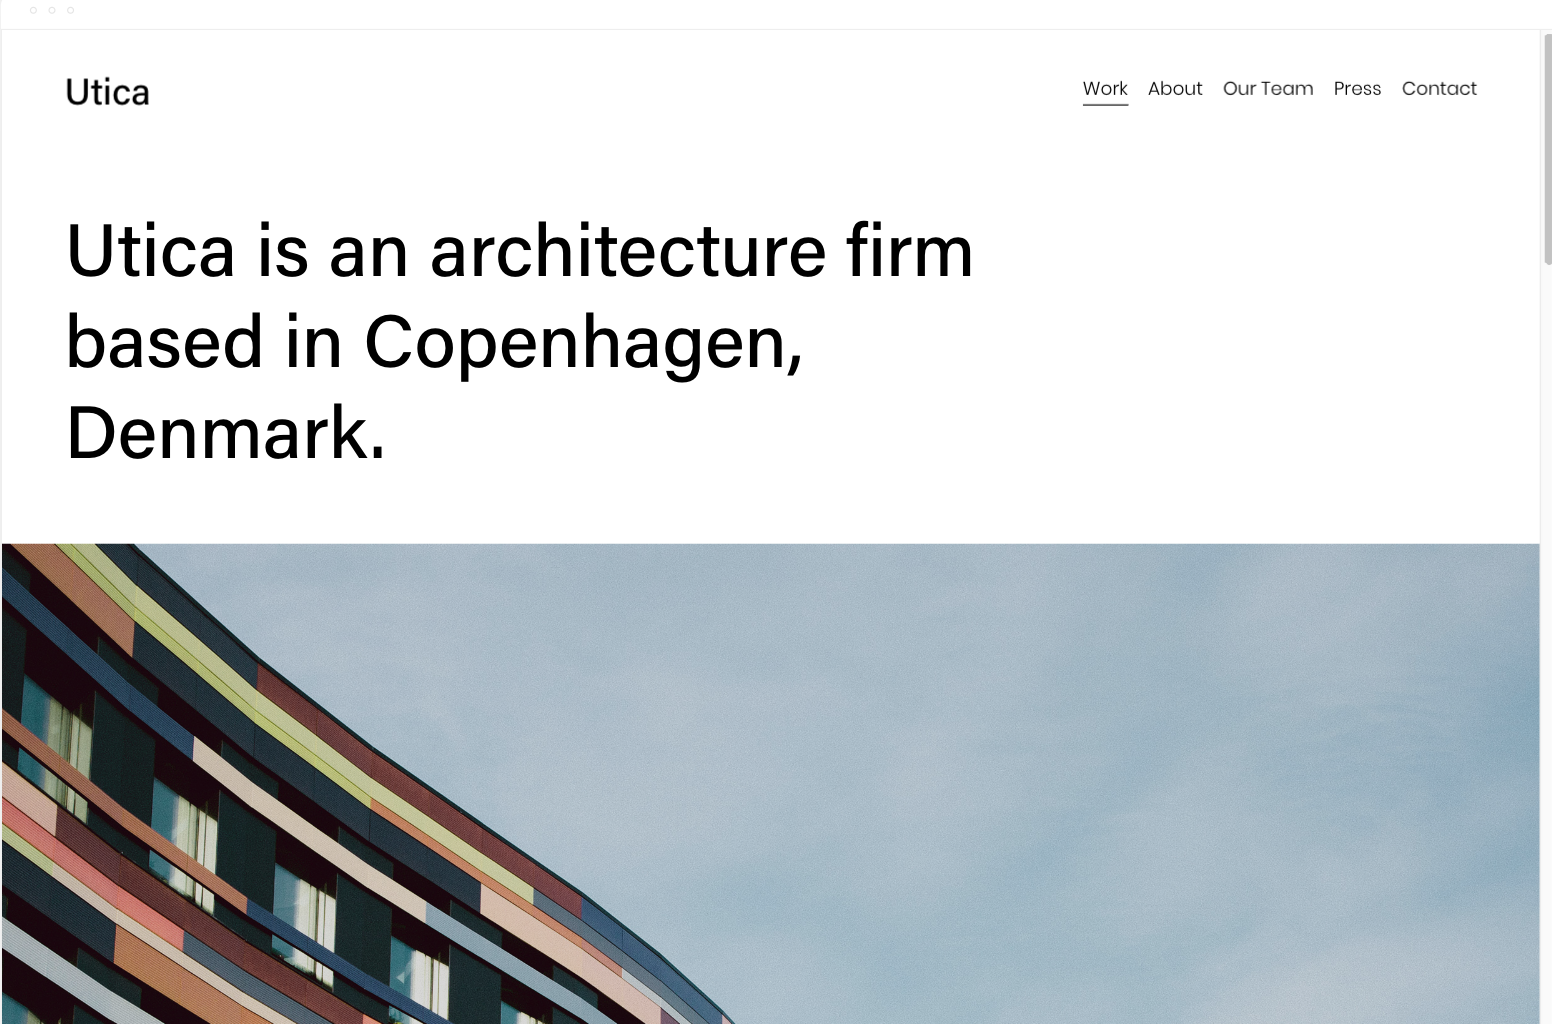 Utica
Work About Our Team Press Contact
Utica is an architecture firm
based in Copenhagen,
Denmark.